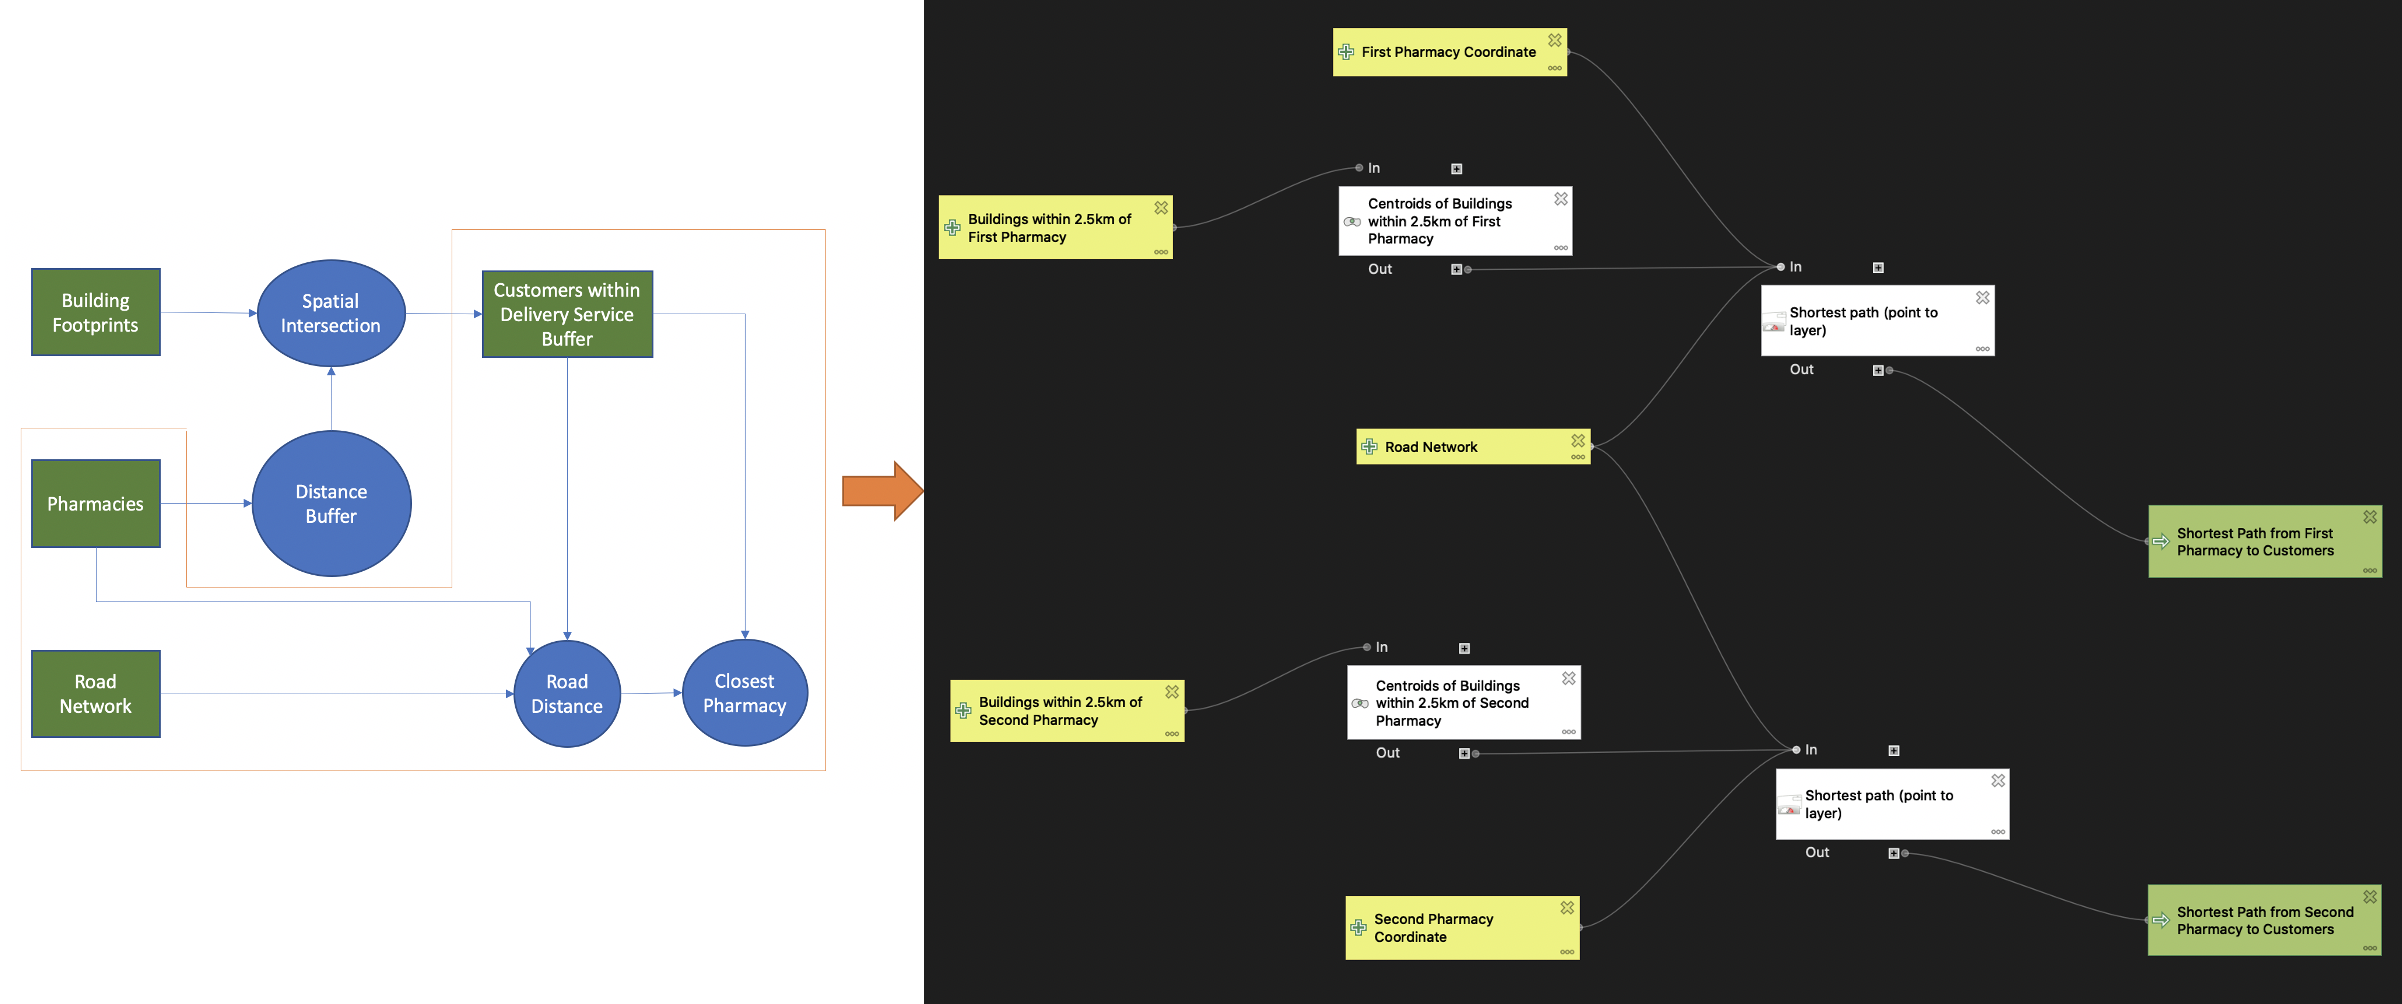 Building
Footprints
Spatial
Intersection
Customers within
Delivery Service
Buffer
Pharmacies
Distance
Buffer
Road
Network
Road
Distance
Closest
Pharmacy
First Pharmacy Coordinate
In
Buildings within 2.5km of
First Pharmacy
Centroids of Buildings
within 2.5km of First
Pharmacy
Out
In
Shortest path (point to
layer)
Out
Road Network
Shortest Path from First
Pharmacy to Customers
In
Buildings within 2.5km of
Second Pharmacy
Centroids of Buildings
within 2.5km of Second
Pharmacy
Out
In
Shortest path (point to
layer)
Out
Second Pharmacy
Coordinate
Shortest Path from Second
Pharmacy to Customers